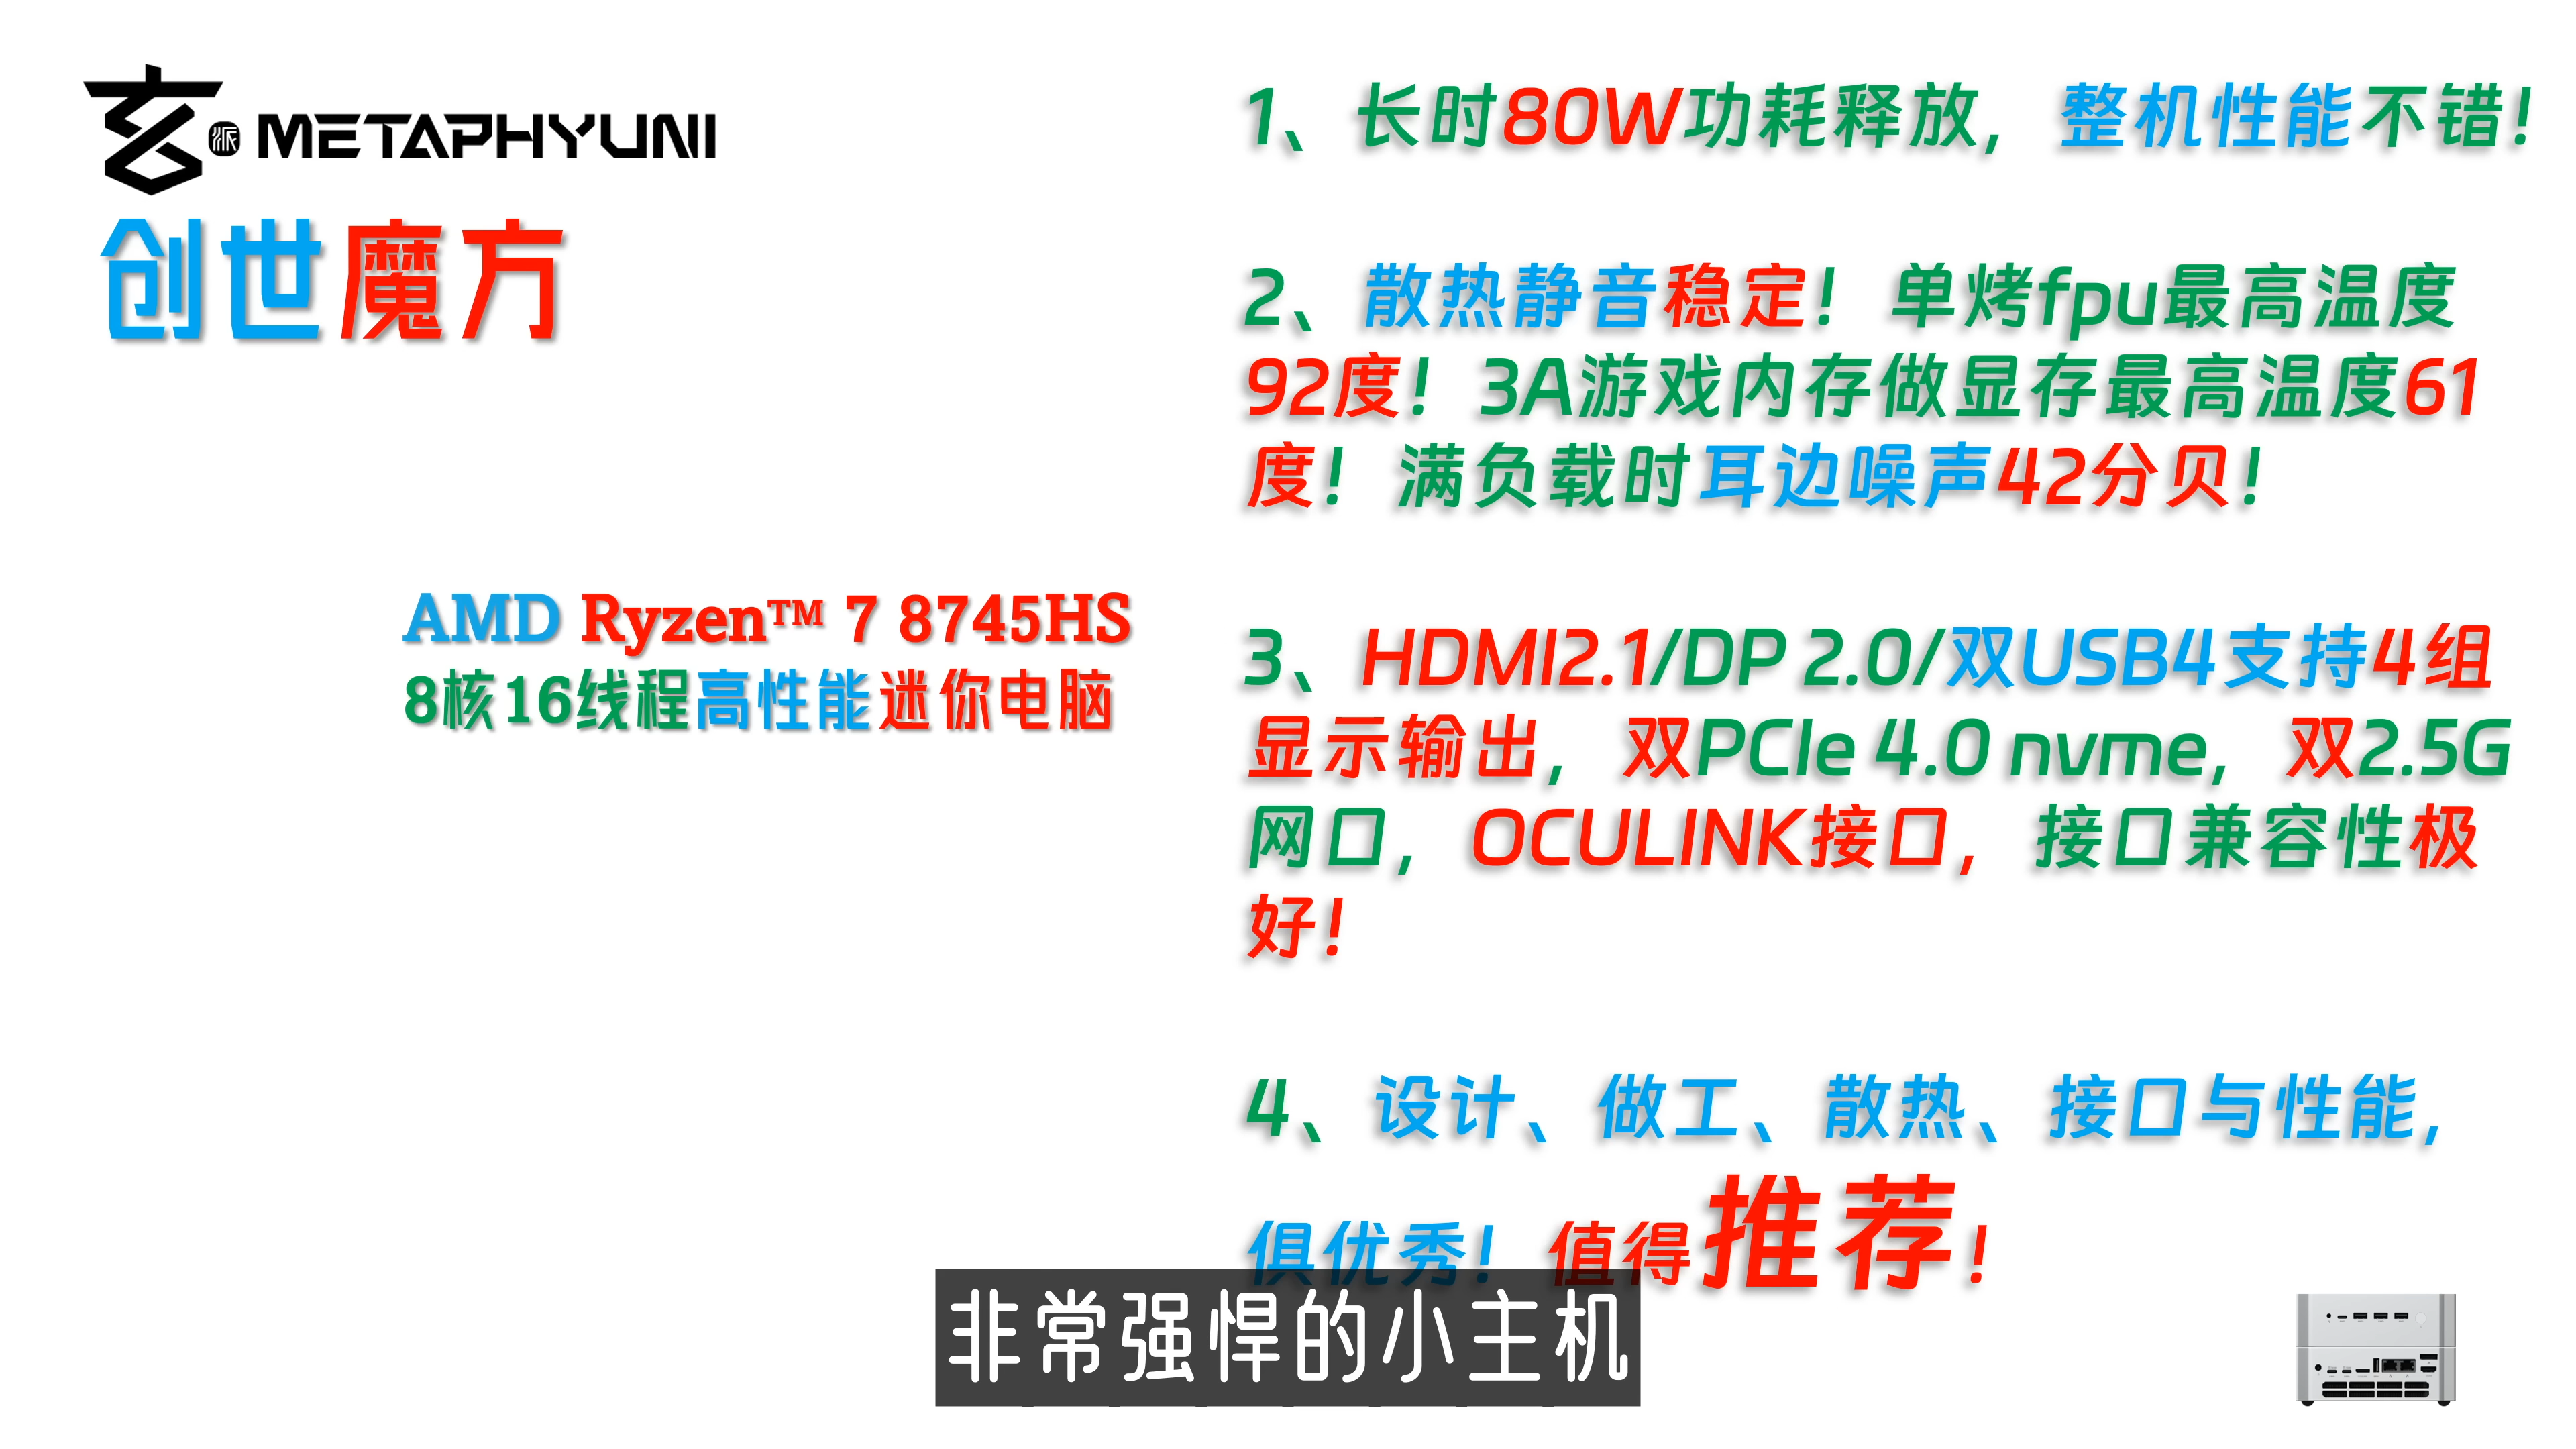 玄派 METAPHYUNI
创世魔方
AMD Ryzen™ 7 8745HS
8核16线程高性能迷你电脑
1、长时80W功耗释放，整机性能不错！
2、散热静音稳定！单烤fpu最高温度
92度！3A游戏内存做显存最高温度61
度！满负载时耳边噪声42分贝！
3、HDMI2.1/DP 2.0/双USB4支持4组
显示输出，双PCIe 4.0 nvme，双2.5G
网口，OCULINK接口，接口兼容性极
好！
4、设计、做工、散热、接口与性能，
俱优秀！值得推荐！
非常强悍的小主机